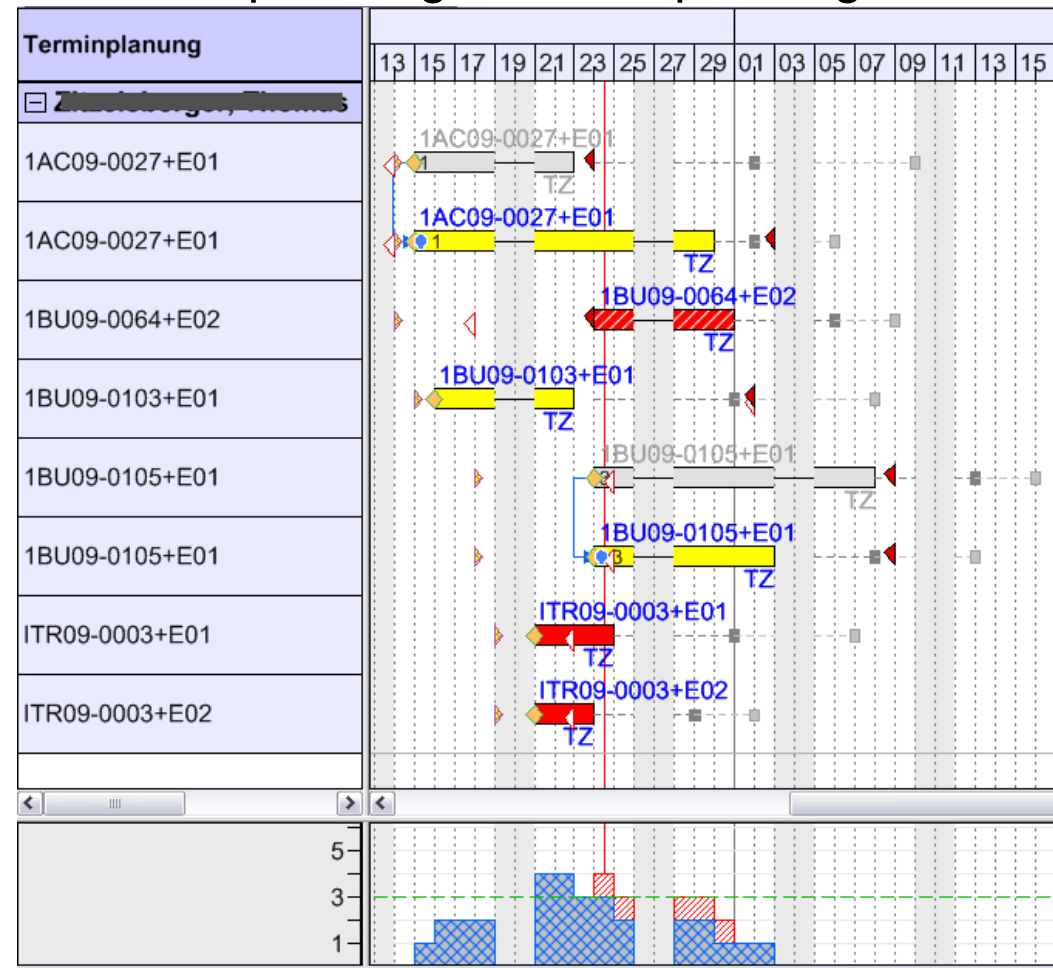 Terminplanung
13 15 17 19 21 23 25 27 29 01 03 05 07 09 11 13 15
1AC09-0027+E01
1AC09-0027+E01
1
TZ
1AC09-0027+E01
1AC09-0027+E01
1
TZ
1BU09-0064+E02
1BU09-0064+E02
TZ
1BU09-0103+E01
1BU09-0103+E01
TZ
1BU09-0105+E01
1BU09-0105+E01
TZ
1BU09-0105+E01
1BU09-0105+E01
3
TZ
ITR09-0003+E01
ITR09-0003+E01
TZ
ITR09-0003+E02
ITR09-0003+E02
TZ
5
3
1